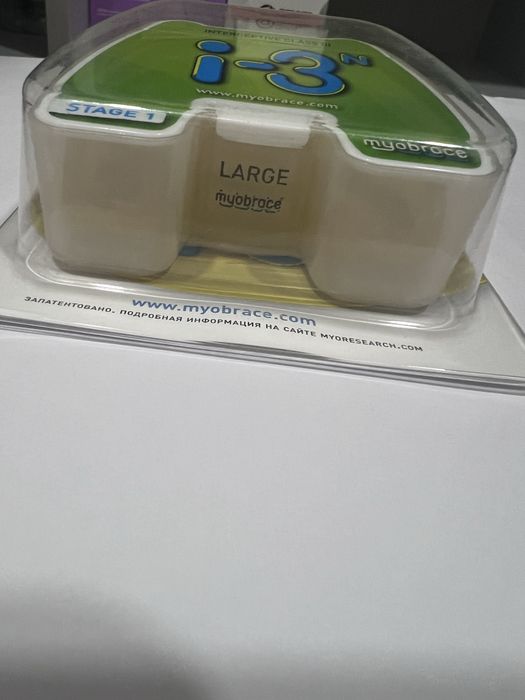 INTERCEPTIVE CLASS III
i-3N
www.myobrace.com
STAGE 1
myobrace
LARGE
myobrace
www.myobrace.com
ЗАПАТЕНТОВАНО. ПОДРОБНАЯ ИНФОРМАЦИЯ НА САЙТЕ MYORESEARCH.COM